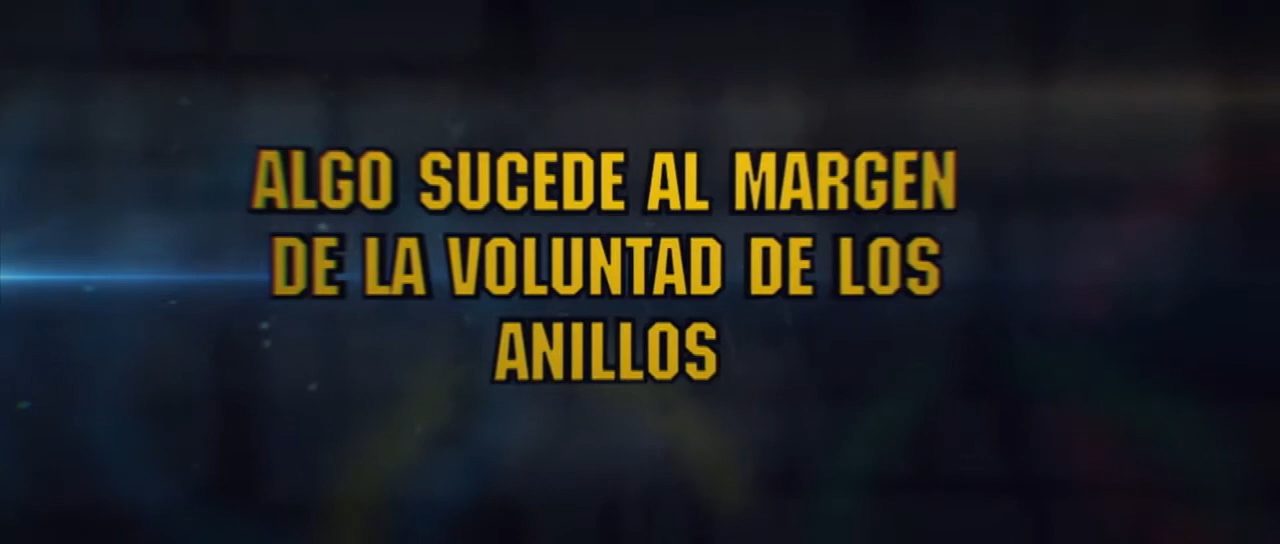 ALGO SUCEDE AL MARGEN
DE LA VOLUNTAD DE LOS
ANILLOS